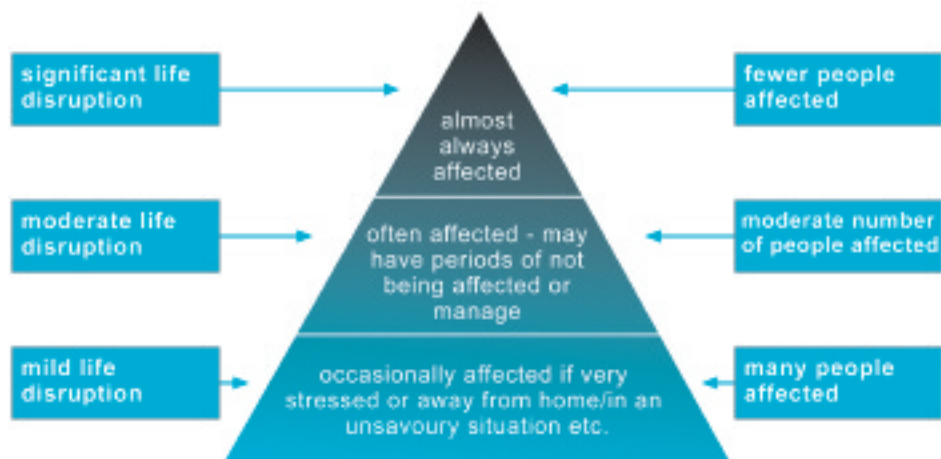 significant life
disruption
fewer people
affected
almost
always
affected
moderate life
disruption
moderate number
of people affected
often affected - may
have periods of not
being affected or
manage
mild life
disruption
many people
affected
occasionally affected if very
stressed or away from home/in an
unsavoury situation etc.